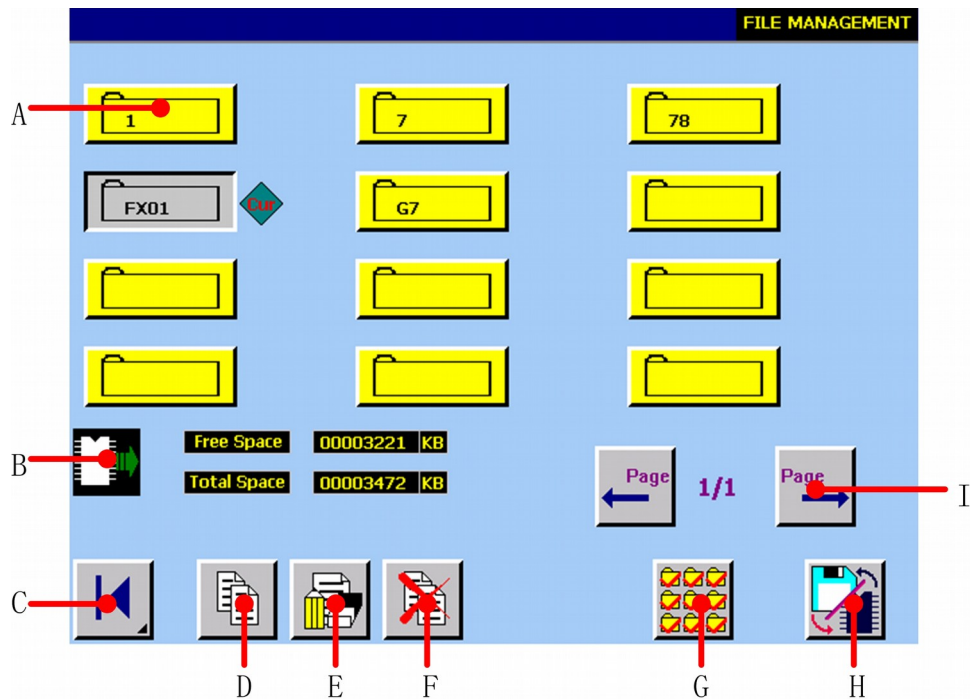 FILE MANAGEMENT
A
1
7
78
FX01
Cur
G7
B
Free Space 00003221 KB
Total Space 00003472 KB
Page
1/1
Page
I
C
D
E
F
G
H